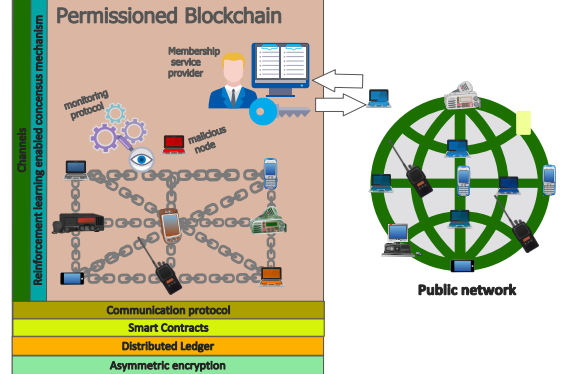 Permissioned Blockchain
Channels
Reinforcement learning enabled concensus mechanism
Membership
service
provider
monitoring
protocol
malicious
node
Public network
Communication protocol
Smart Contracts
Distributed Ledger
Asymmetric encryption